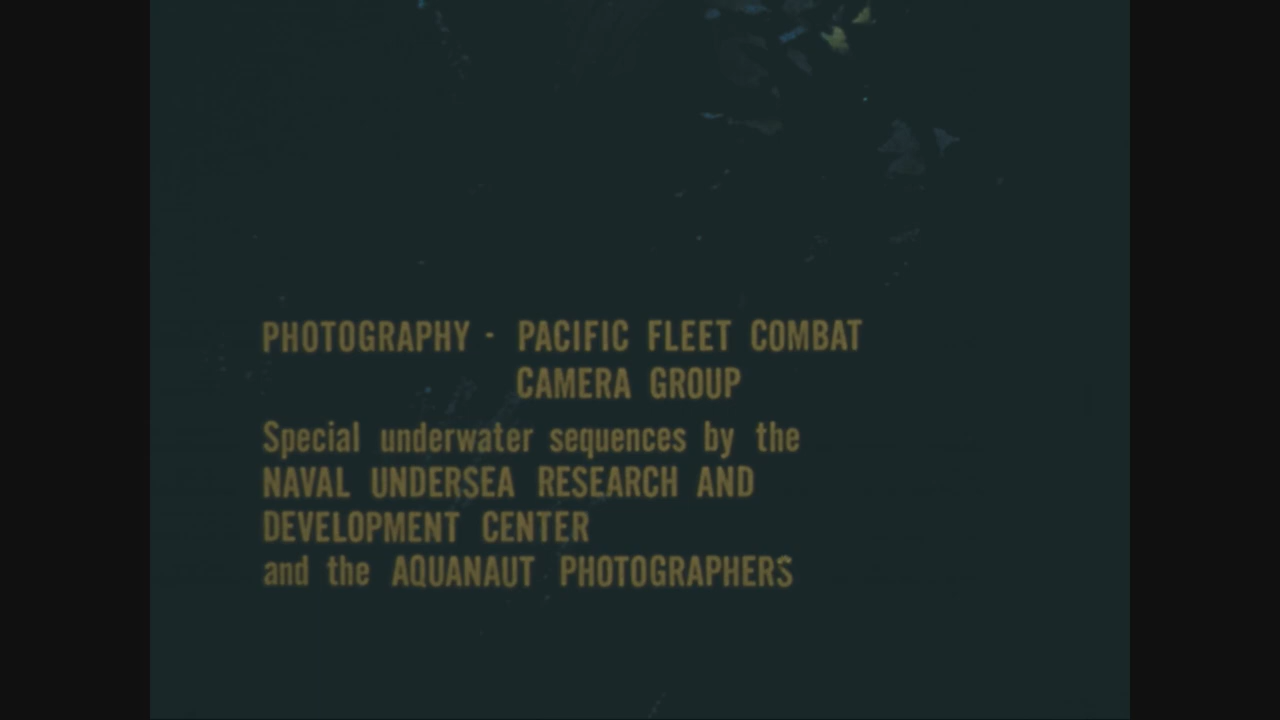 PHOTOGRAPHY - PACIFIC FLEET COMBAT
CAMERA GROUP
Special underwater sequences by the
NAVAL UNDERSEA RESEARCH AND
DEVELOPMENT CENTER
and the AQUANAUT PHOTOGRAPHERS